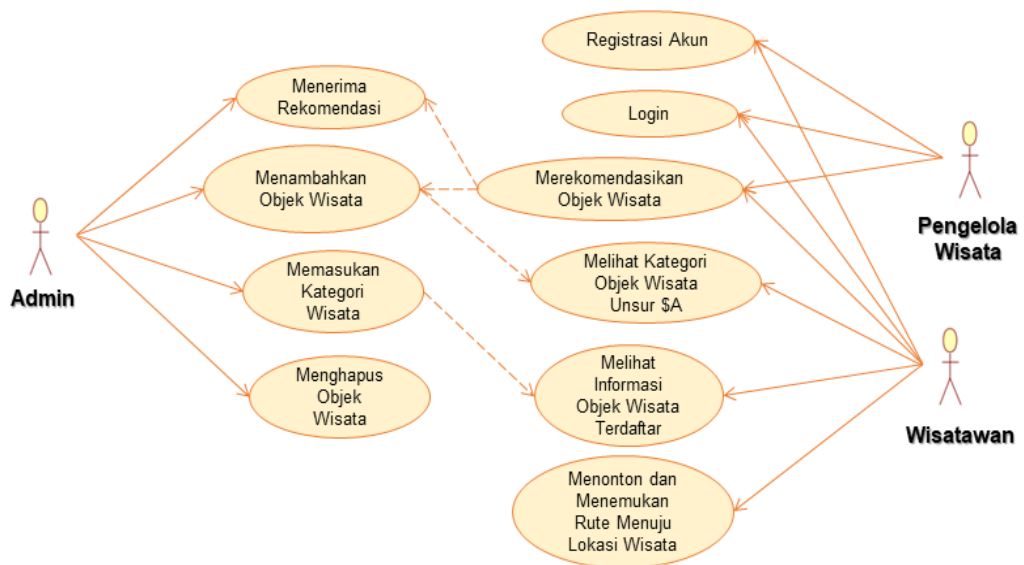 Registrasi Akun
Menerima
Rekomendasi
Login
Menambahkan
Objek Wisata
Merekomendasikan
Objek Wisata
Pengelola
Wisata
Admin
Memasukan
Kategori
Wisata
Melihat Kategori
Objek Wisata
Unsur $A
Menghapus
Objek
Wisata
Melihat
Informasi
Objek Wisata
Terdaftar
Wisatawan
Menonton dan
Menemukan
Rute Menuju
Lokasi Wisata